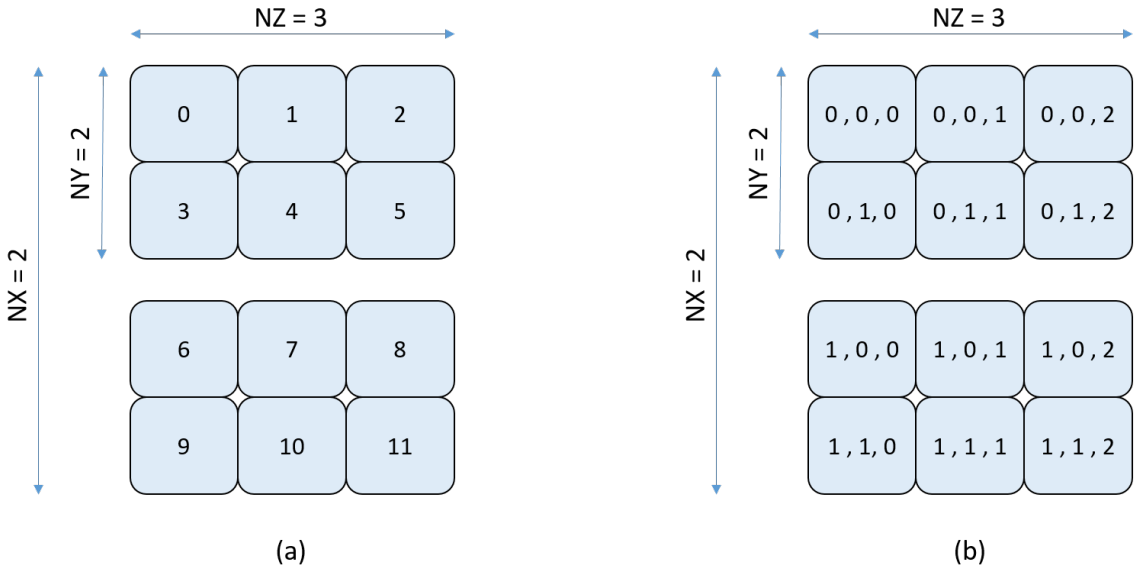 NZ = 3
NX = 2
NY = 2
0 1 2
3 4 5
6 7 8
9 10 11
(a)
NZ = 3
NX = 2
NY = 2
0 , 0 , 0 0 , 0 , 1 0 , 0 , 2
0 , 1, 0 0 , 1 , 1 0 , 1 , 2
1 , 0 , 0 1 , 0 , 1 1 , 0 , 2
1 , 1, 0 1 , 1 , 1 1 , 1 , 2
(b)